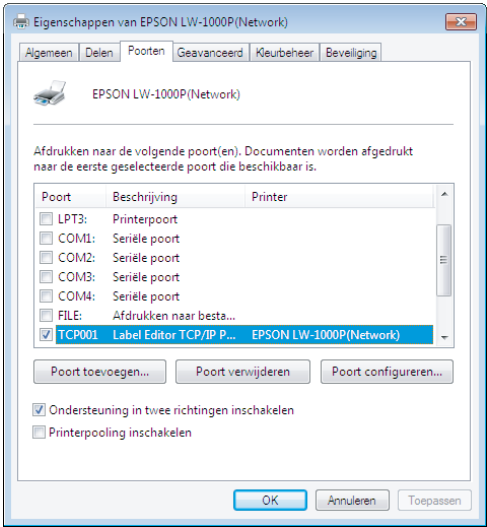 Eigenschappen van EPSON LW-1000P(Network)
Algemeen Delen Poorten Geavanceerd Kleurbeheer Beveiliging
EPSON LW-1000P(Network)
Afdrukken naar de volgende poort(en). Documenten worden afgedrukt
naar de eerste geselecteerde poort die beschikbaar is.
Poort Beschrijving Printer
LPT3: Printerpoort
COM1: Seriële poort
COM2: Seriële poort
COM3: Seriële poort
COM4: Seriële poort
FILE: Afdrukken naar besta...
TCP001 Label Editor TCP/IP P... EPSON LW-1000P(Network)
Poort toevoegen... Poort verwijderen Poort configureren...
Ondersteuning in twee richtingen inschakelen
Printerpooling inschakelen
OK Annuleren Toepassen